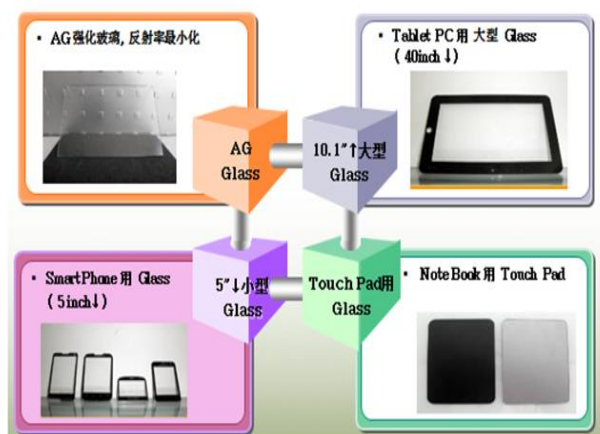 • AG强化玻璃, 反射率最小化
• Tablet PC用 大型 Glass
( 40inch↓)
AG
Glass
10.1"↑大型
Glass
5"↓小型
Glass
Touch Pad用
Glass
• SmartPhone用 Glass
( 5inch↓)
• NoteBook用 Touch Pad